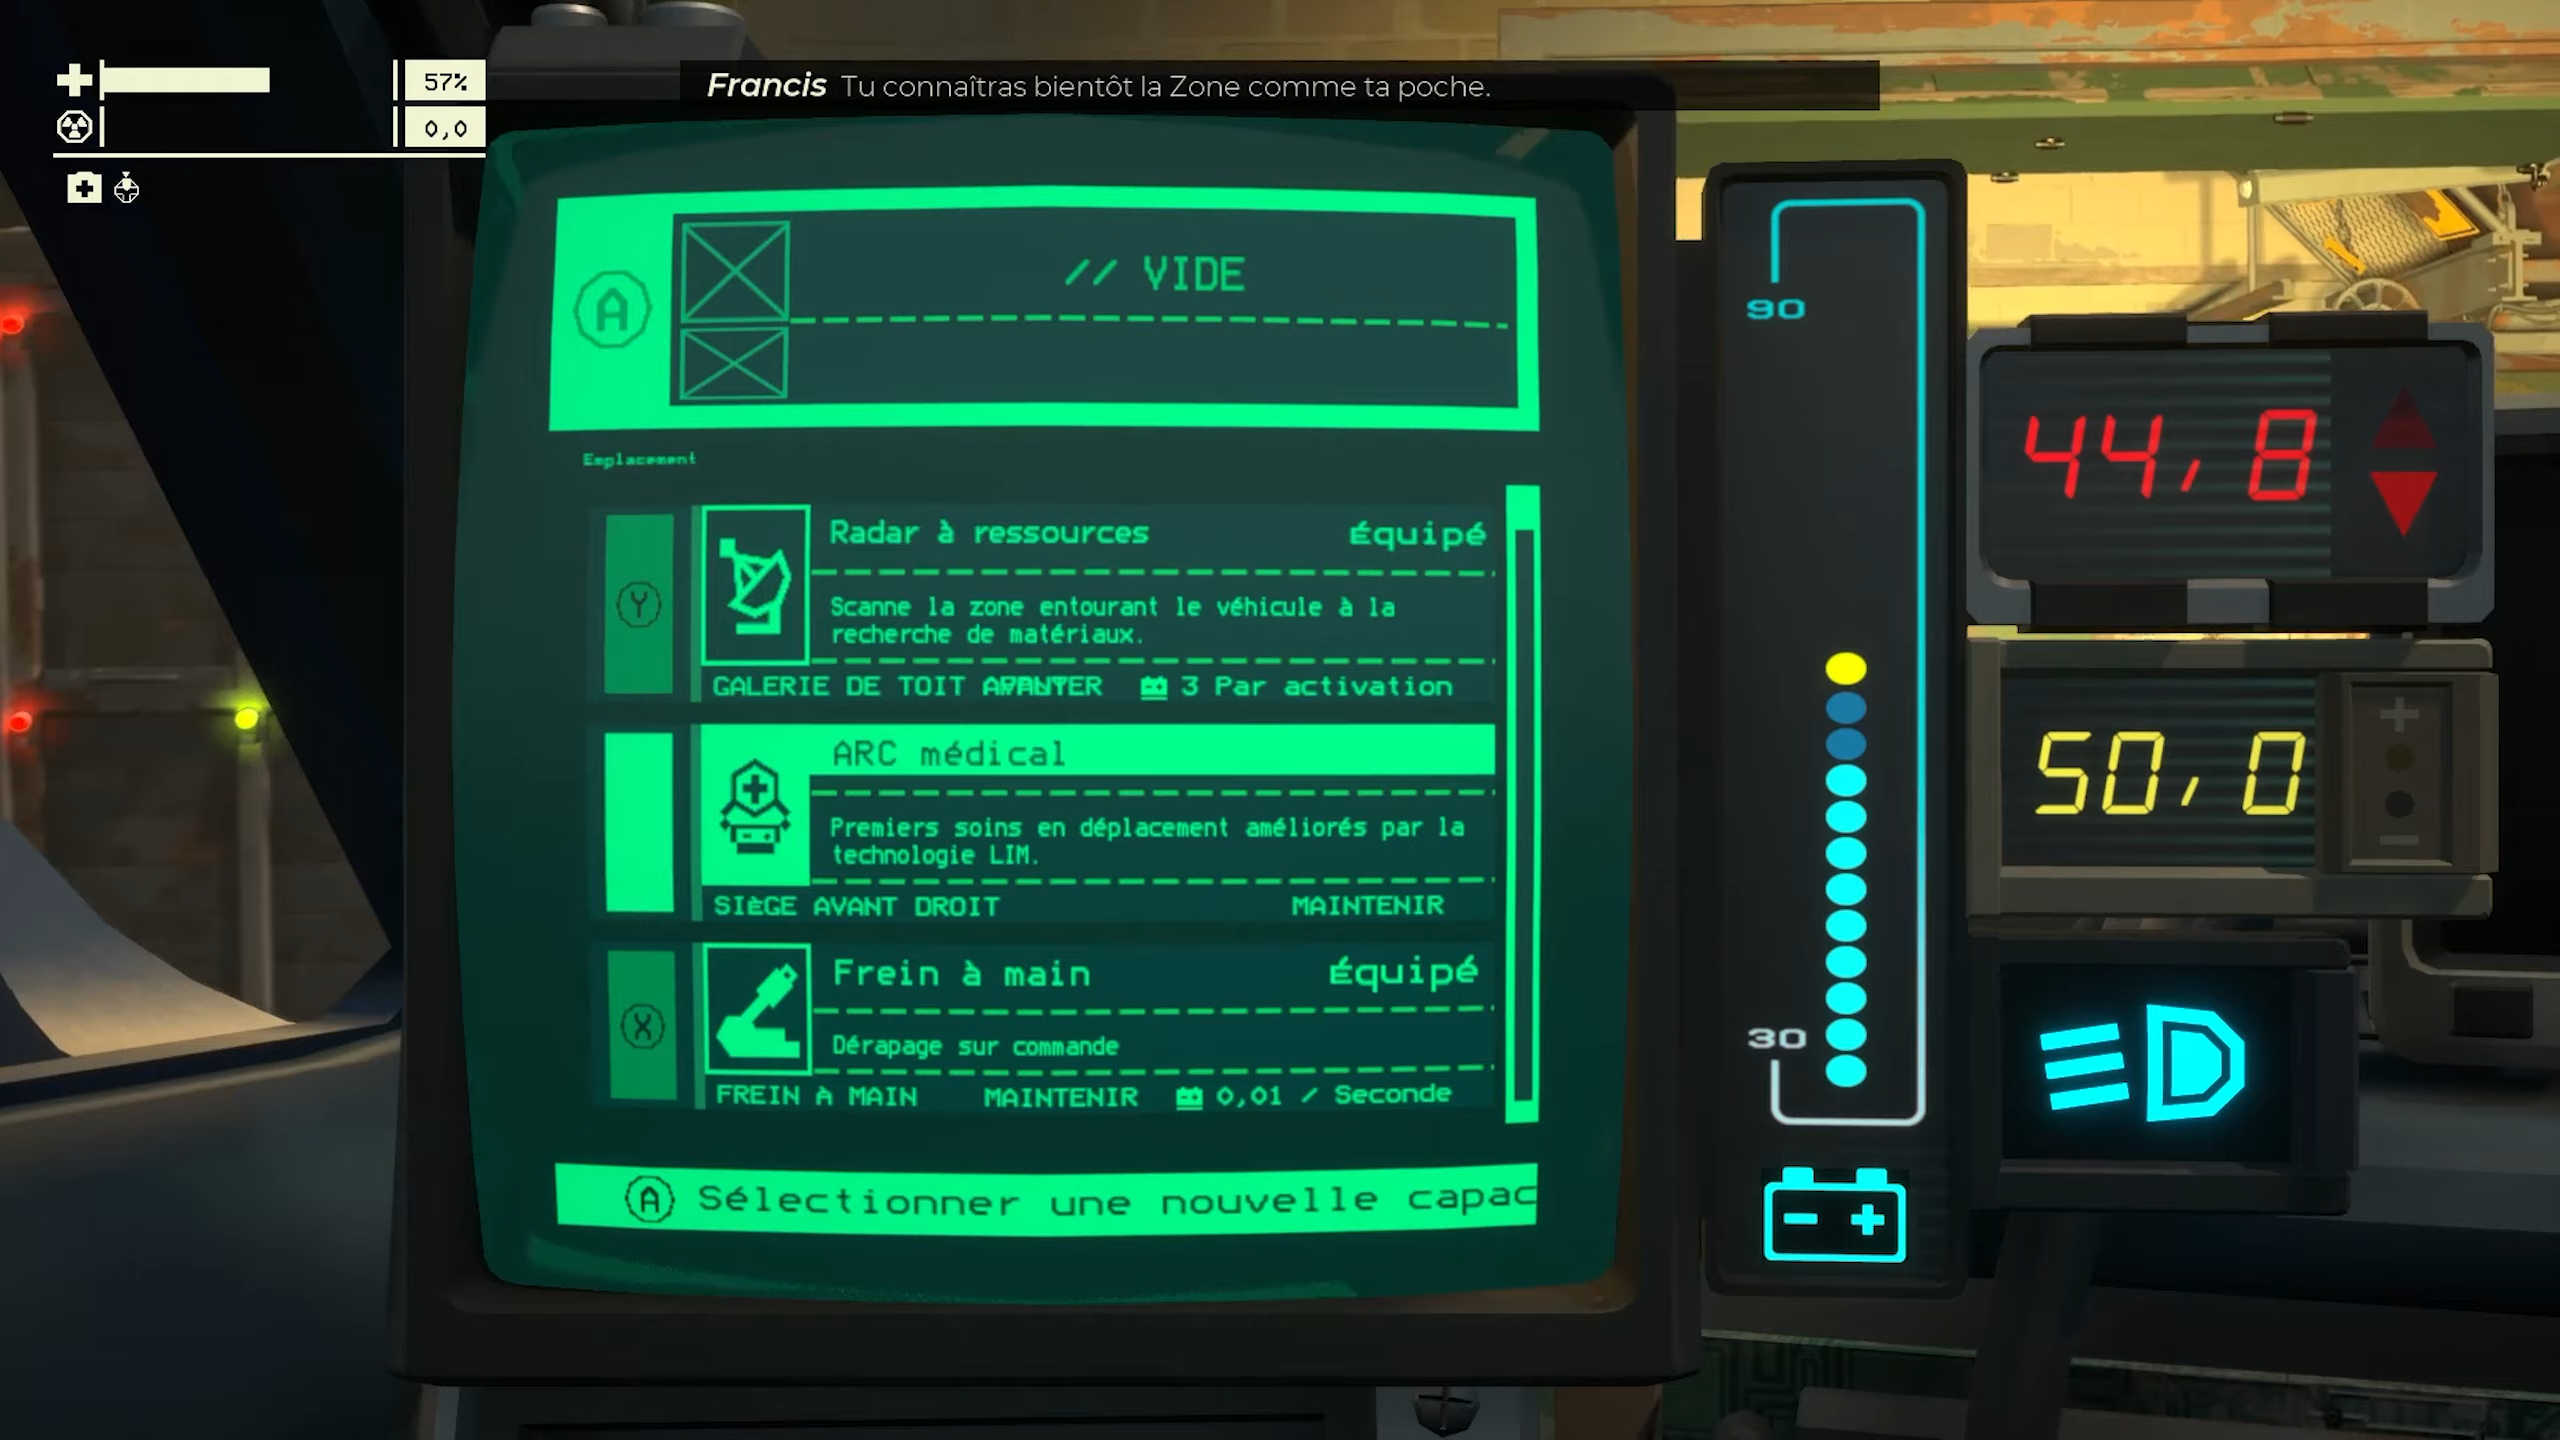 57%
0,0
Francis Tu connaîtras bientôt la Zone comme ta poche.
A
// VIDE
Emplacement
Y
Radar à ressources Équipé
Scanne la zone entourant le véhicule à la
recherche de matériaux.
GALERIE DE TOIT 3 Par activation
ARC médical
Premiers soins en déplacement améliorés par la
technologie LIM.
SIÈGE AVANT DROIT MAINTENIR
X
Frein à main Équipé
Dérapage sur commande
FREIN à MAIN MAINTENIR 0,01 / Seconde
A Sélectionner une nouvelle capac
90
30
- +
44,8
50,0
+
-